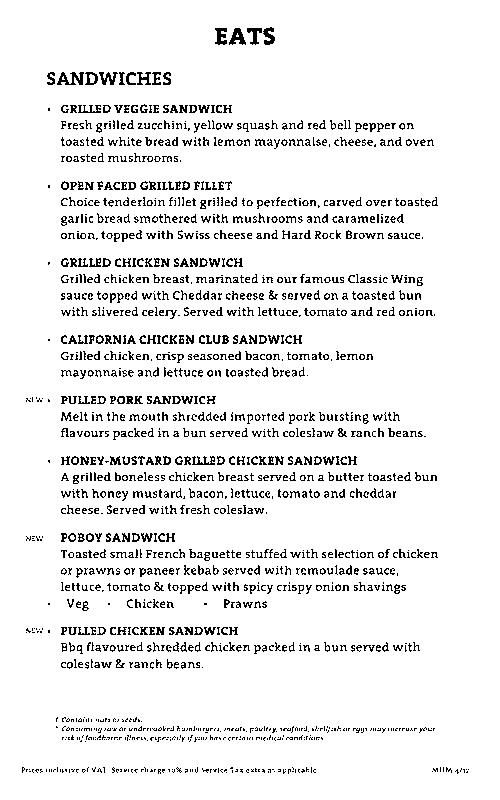 EATS
SANDWICHES
• GRILLED VEGGIE SANDWICH
Fresh grilled zucchini, yellow squash and red bell pepper on
toasted white bread with lemon mayonnaise, cheese, and oven
roasted mushrooms.
• OPEN FACED GRILLED FILLET
Choice tenderloin fillet grilled to perfection, carved over toasted
garlic bread smothered with mushrooms and caramelized
onion, topped with Swiss cheese and Hard Rock Brown sauce.
• GRILLED CHICKEN SANDWICH
Grilled chicken breast, marinated in our famous Classic Wing
sauce topped with Cheddar cheese & served on a toasted bun
with slivered celery. Served with lettuce, tomato and red onion.
• CALIFORNIA CHICKEN CLUB SANDWICH
Grilled chicken, crisp seasoned bacon, tomato, lemon
mayonnaise and lettuce on toasted bread.
NEW • PULLED PORK SANDWICH
Melt in the mouth shredded imported pork bursting with
flavours packed in a bun served with coleslaw & ranch beans.
• HONEY-MUSTARD GRILLED CHICKEN SANDWICH
A grilled boneless chicken breast served on a butter toasted bun
with honey mustard, bacon, lettuce, tomato and cheddar
cheese. Served with fresh coleslaw.
NEW POBOY SANDWICH
Toasted small French baguette stuffed with selection of chicken
or prawns or paneer kebab served with remoulade sauce,
lettuce, tomato & topped with spicy crispy onion shavings
• Veg • Chicken • Prawns
NEW • PULLED CHICKEN SANDWICH
Bbq flavoured shredded chicken packed in a bun served with
coleslaw & ranch beans.
† Contains nuts or seeds.
* Consuming raw or undercooked hamburgers, meats, poultry, seafood, shellfish or eggs may increase your
risk of foodborne illness, especially if you have certain medical conditions.
Prices inclusive of VAT. Service charge 10% and Service Tax extra as applicable
4/12